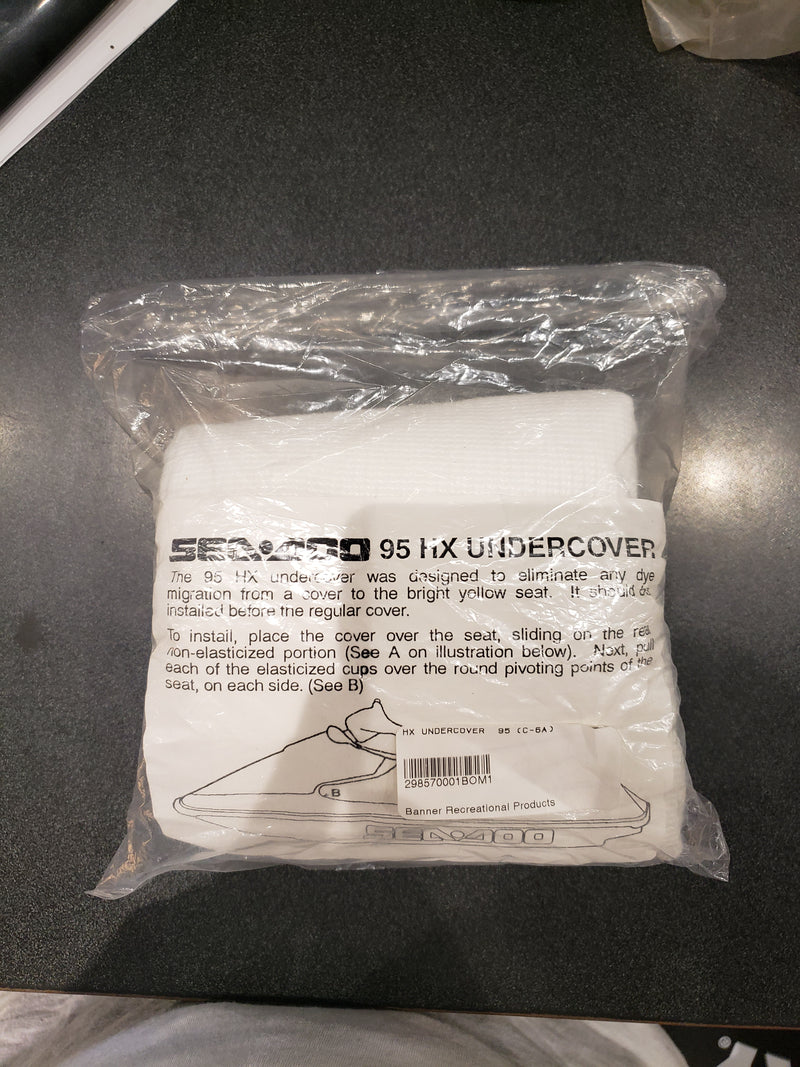 SEA•DOO 95 HX UNDERCOVER
The 95 HX undercover was designed to eliminate any dye
migration from a cover to the bright yellow seat. It should be
installed before the regular cover.
To install, place the cover over the seat, sliding on the rear
non-elasticized portion (See A on illustration below). Next, pull
each of the elasticized cups over the round pivoting points of the
seat, on each side. (See B)
HX UNDERCOVER 95 (C-6A)
298570001BOM1
B
Banner Recreational Products
SEA•DOO